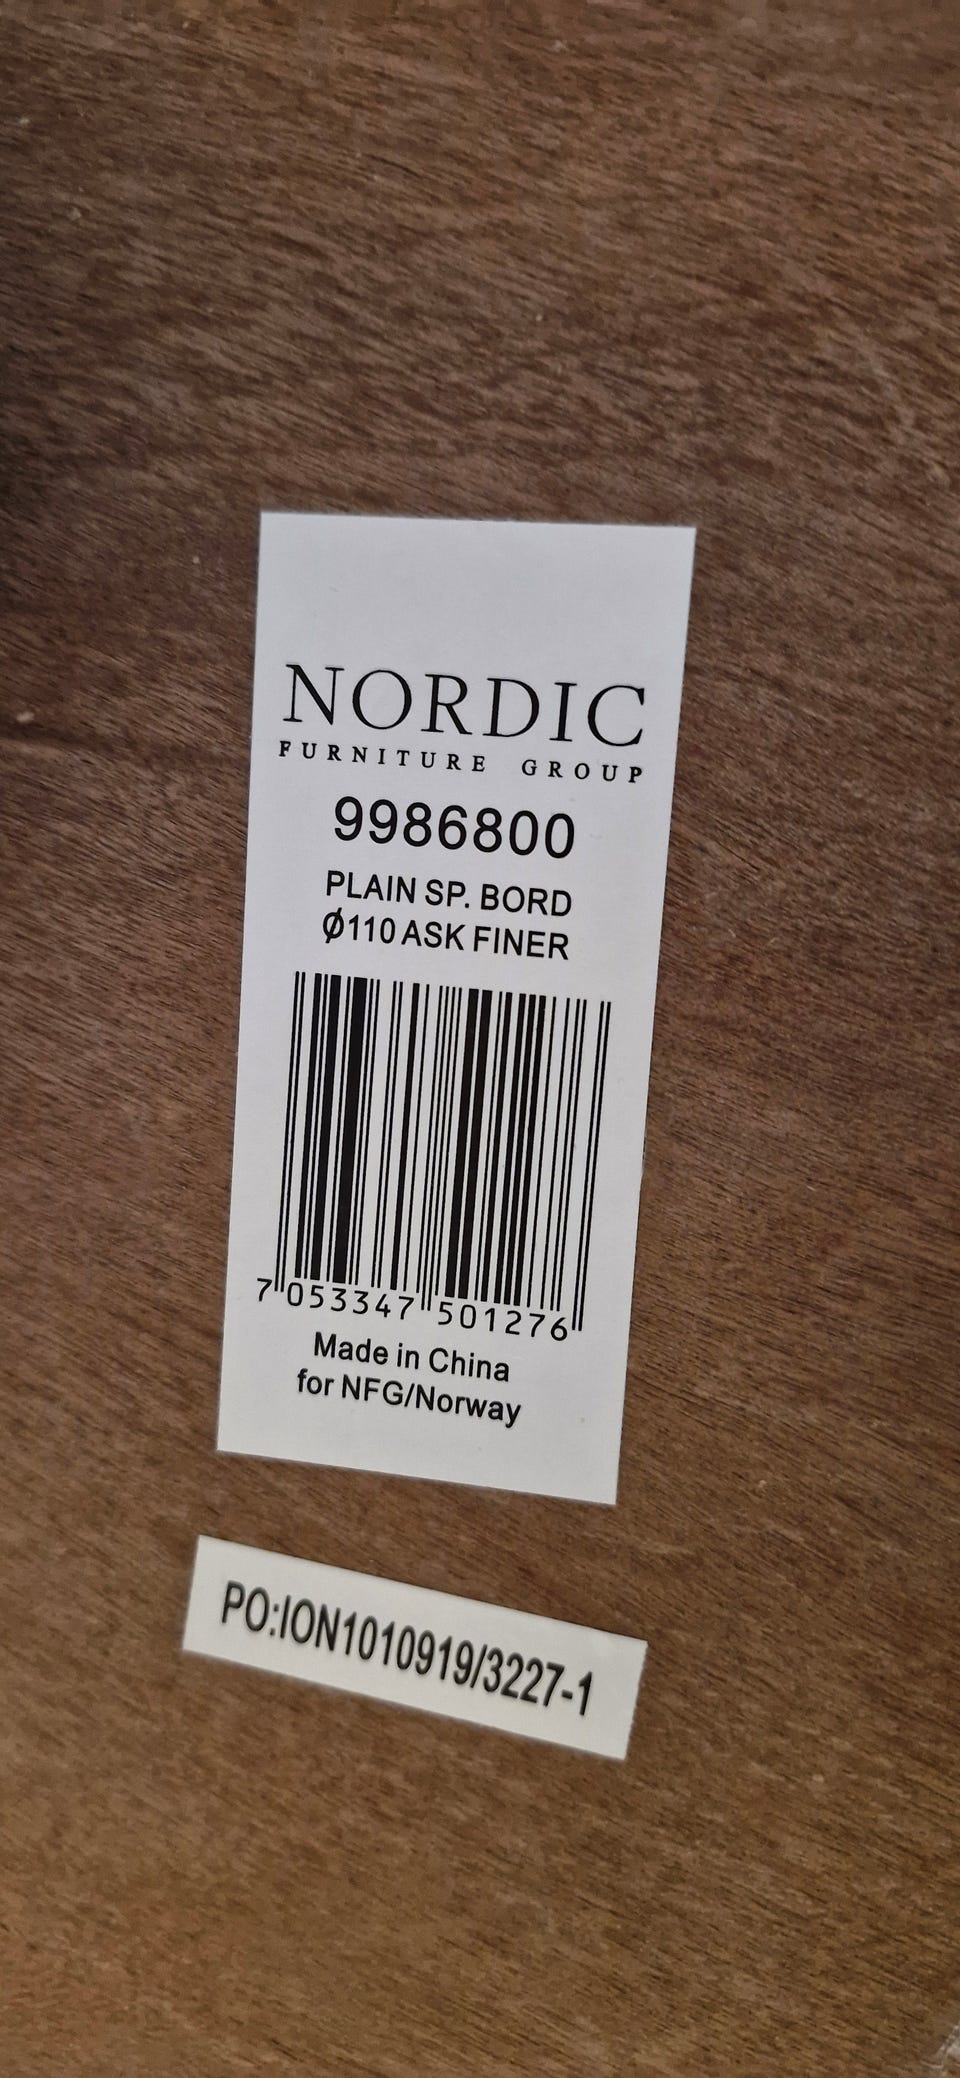 NORDIC
FURNITURE GROUP
9986800
PLAIN SP. BORD
Ø110 ASK FINER
7 053347 501276
Made in China
for NFG/Norway
PO:ION1010919/3227-1